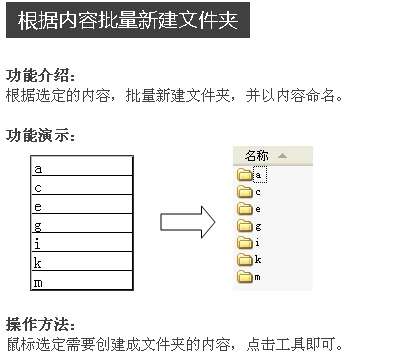 根据内容批量新建文件夹
功能介绍：
根据选定的内容，批量新建文件夹，并以内容命名。
功能演示：
a
c
e
g
i
k
m
名称
a
c
e
g
i
k
m
操作方法：
鼠标选定需要创建成文件夹的内容，点击工具即可。